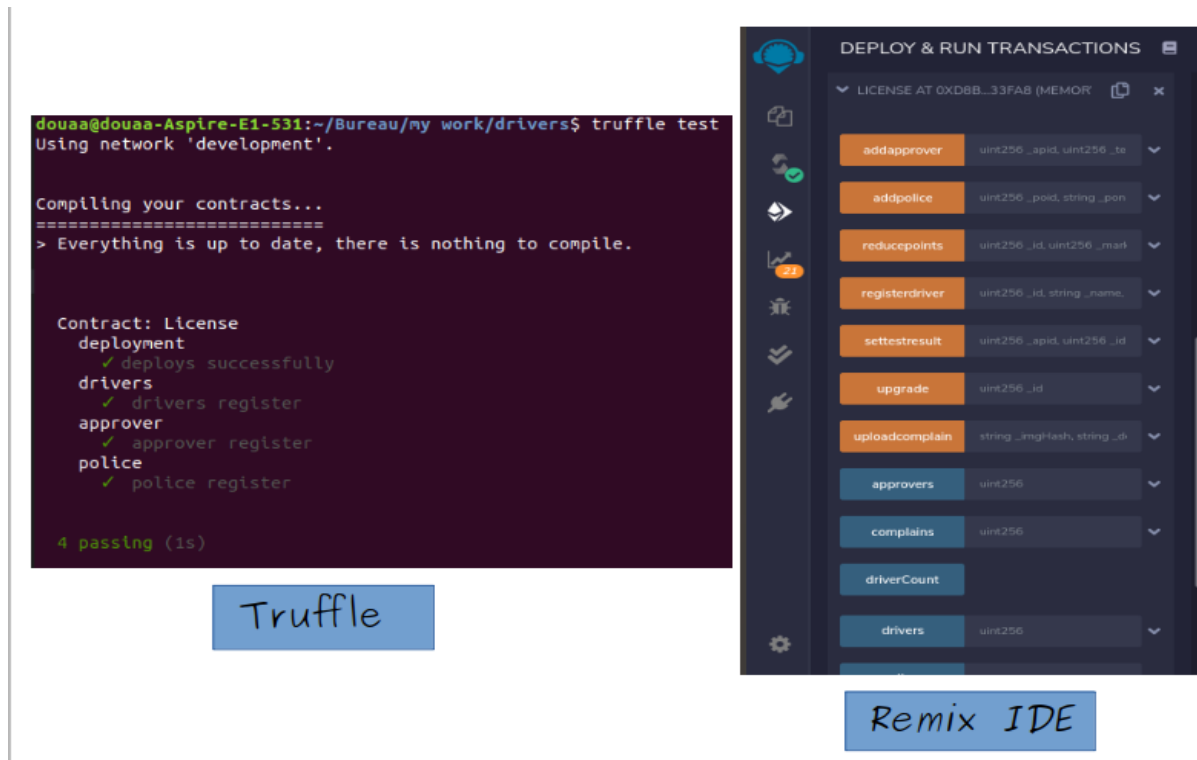 douaa@douaa-Aspire-E1-531:~/Bureau/my work/drivers$ truffle test
Using network 'development'.
Compiling your contracts...
===========================
> Everything is up to date, there is nothing to compile.
Contract: License
deployment
✓ deploys successfully
drivers
✓ drivers register
approver
✓ approver register
police
✓ police register
4 passing (1s)
Truffle
DEPLOY & RUN TRANSACTIONS
LICENSE AT 0XD8B...33FA8 (MEMOR
addapprover uint256 _apid, uint256 _te
addpolice uint256 _poid, string _pon
reducepoints uint256 _id, uint256 _mark
21
registerdriver uint256 _id, string _name,
settestresult uint256 _apid, uint256 _id
upgrade uint256 _id
uploadcomplain string _imgHash, string _d
approvers uint256
complains uint256
driverCount
drivers uint256
Remix IDE